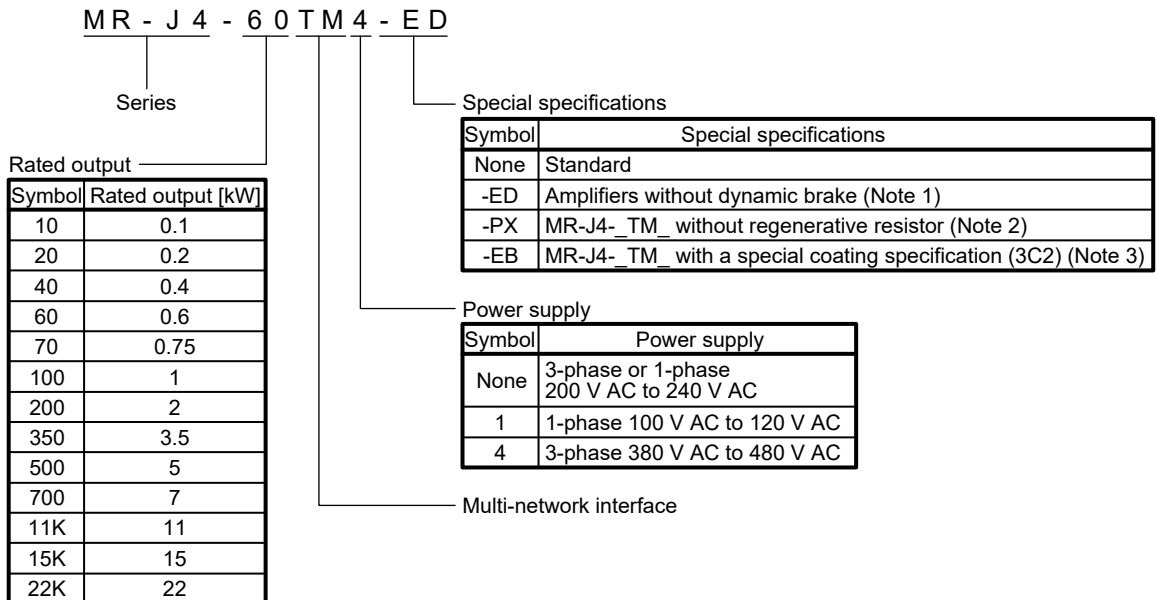 MR-J4-60TM4-ED
Series
Special specifications
Symbol Special specifications
None Standard
-ED Amplifiers without dynamic brake (Note 1)
-PX MR-J4-_TM_ without regenerative resistor (Note 2)
-EB MR-J4-_TM_ with a special coating specification (3C2) (Note 3)
Rated output
Symbol Rated output [kW]
10 0.1
20 0.2
40 0.4
60 0.6
70 0.75
100 1
200 2
350 3.5
500 5
700 7
11K 11
15K 15
22K 22
Power supply
Symbol Power supply
None 3-phase or 1-phase
200 V AC to 240 V AC
1 1-phase 100 V AC to 120 V AC
4 3-phase 380 V AC to 480 V AC
Multi-network interface